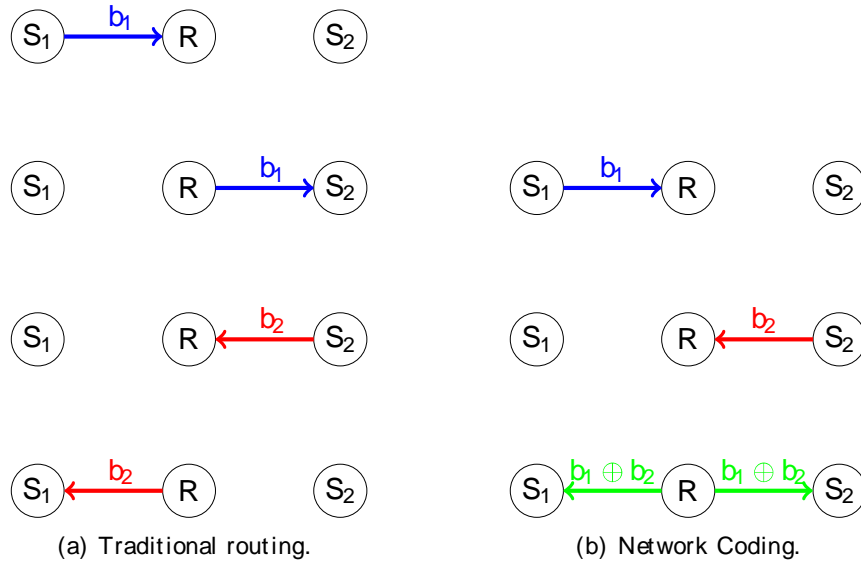 b₁
S₁ R S₂
b₁ b₁
S₁ R S₂ S₁ R S₂
b₂ b₂
S₁ R S₂ S₁ R S₂
b₂ b₁ ⊕ b₂ b₁ ⊕ b₂
S₁ R S₂ S₁ R S₂
(a) Traditional routing. (b) Network Coding.